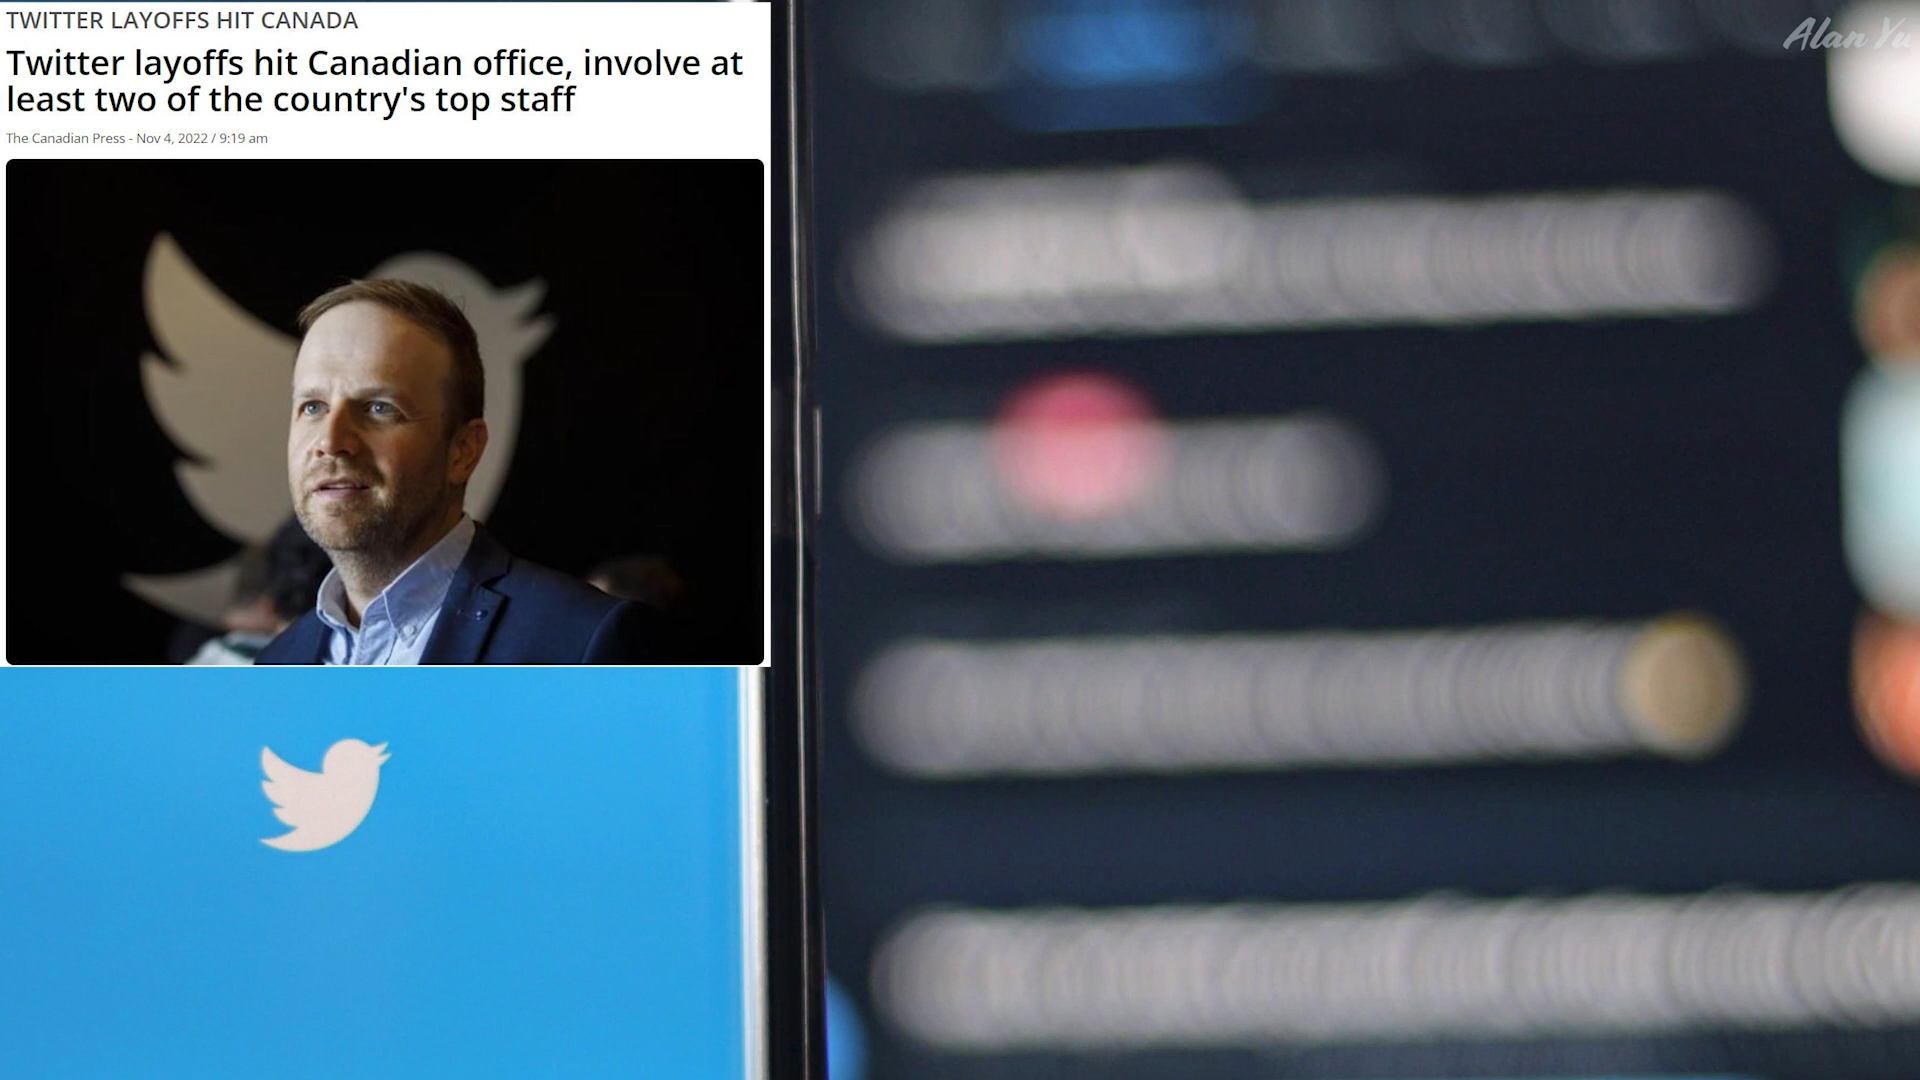 TWITTER LAYOFFS HIT CANADA
Twitter layoffs hit Canadian office, involve at
least two of the country's top staff
The Canadian Press - Nov 4, 2022 / 9:19 am
Alan Yu